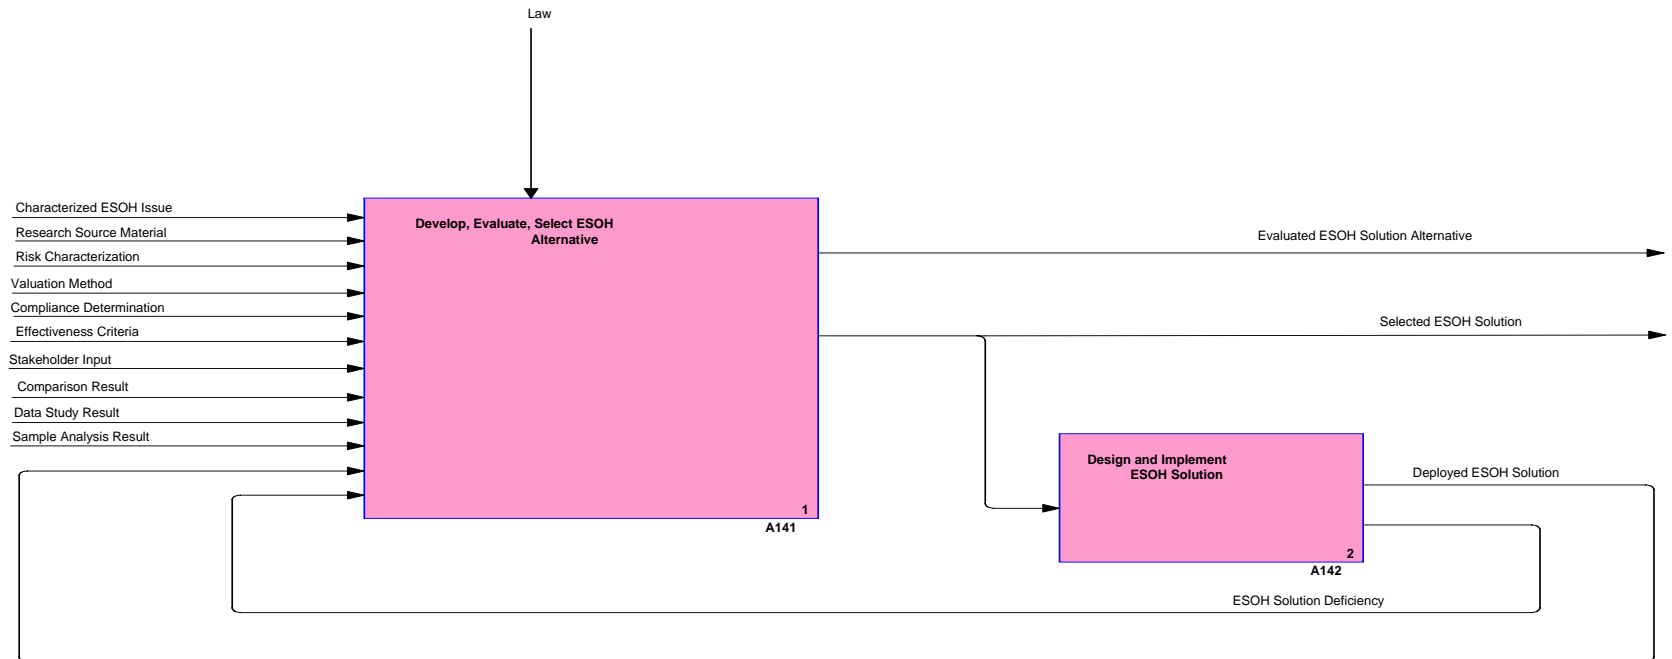 Law
Characterized ESOH Issue
Research Source Material
Risk Characterization
Valuation Method
Compliance Determination
Effectiveness Criteria
Stakeholder Input
Comparison Result
Data Study Result
Sample Analysis Result
Develop, Evaluate, Select ESOH
Alternative
1
A141
Evaluated ESOH Solution Alternative
Selected ESOH Solution
Design and Implement
ESOH Solution
2
A142
Deployed ESOH Solution
ESOH Solution Deficiency